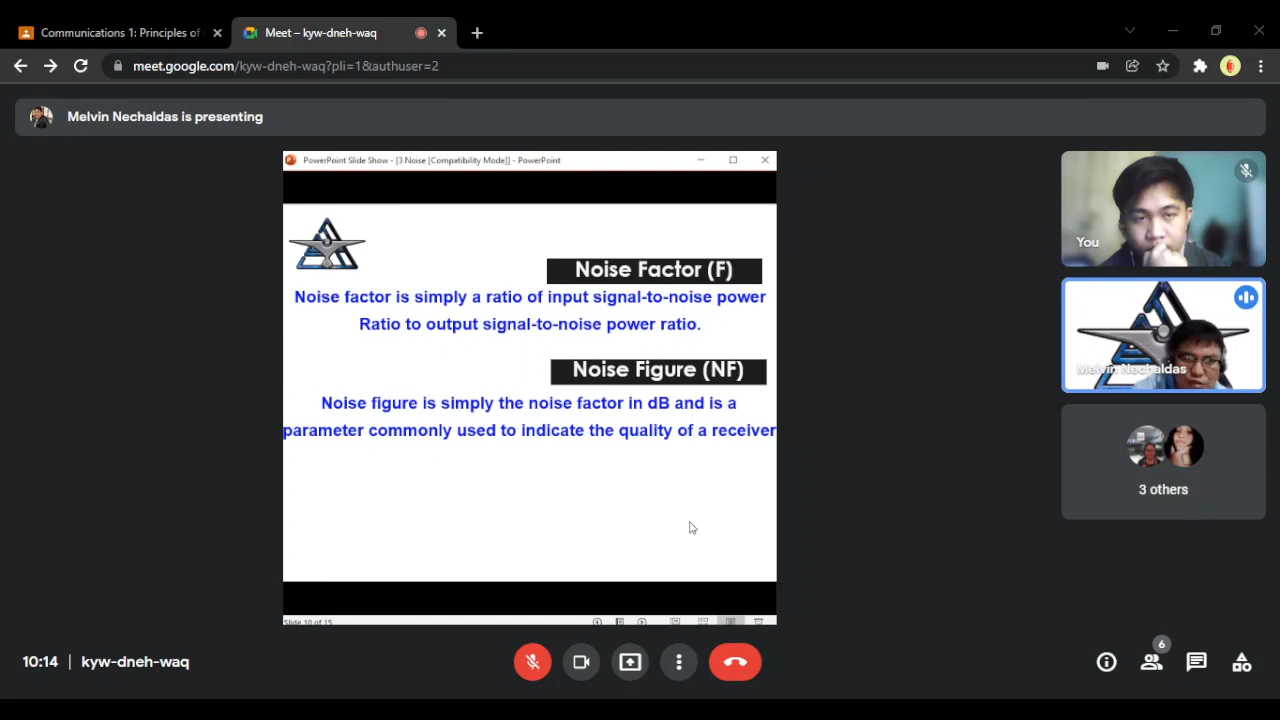 Communications 1: Principles of
Meet – kyw-dneh-waq
meet.google.com/kyw-dneh-waq?pli=1&authuser=2
Melvin Nechaldas is presenting
PowerPoint Slide Show - [3 Noise [Compatibility Mode]] - PowerPoint
Noise Factor (F)
Noise factor is simply a ratio of input signal-to-noise power
Ratio to output signal-to-noise power ratio.
Noise Figure (NF)
Noise figure is simply the noise factor in dB and is a
parameter commonly used to indicate the quality of a receiver
Slide 10 of 15
You
Melvin Nechaldas
3 others
10:14 | kyw-dneh-waq
6